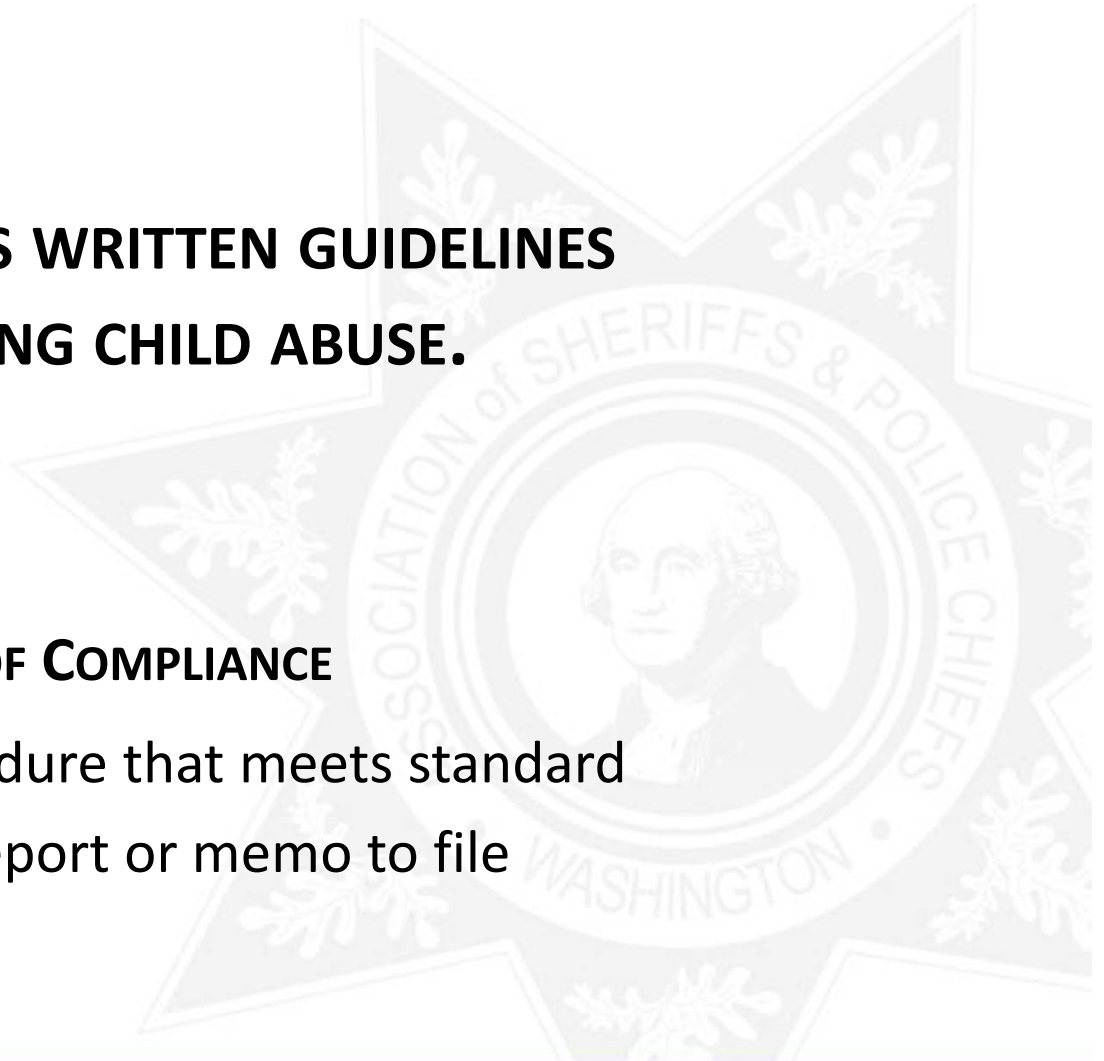 S WRITTEN GUIDELINES
NG CHILD ABUSE.
OF COMPLIANCE
dure that meets standard
port or memo to file
ASSOCIATION of SHERIFFS & POLICE CHIEFS
• WASHINGTON •